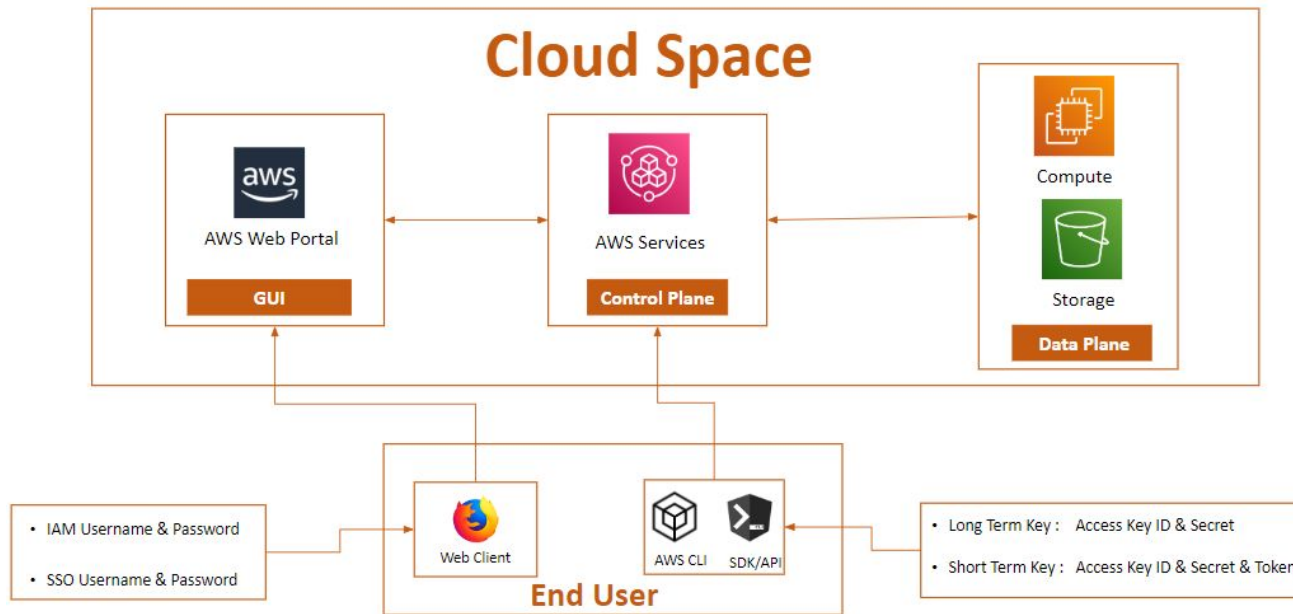 Cloud Space
aws
AWS Web Portal
GUI
AWS Services
Control Plane
Compute
Storage
Data Plane
• IAM Username & Password
• SSO Username & Password
Web Client
AWS CLI
SDK/API
End User
• Long Term Key : Access Key ID & Secret
• Short Term Key : Access Key ID & Secret & Token